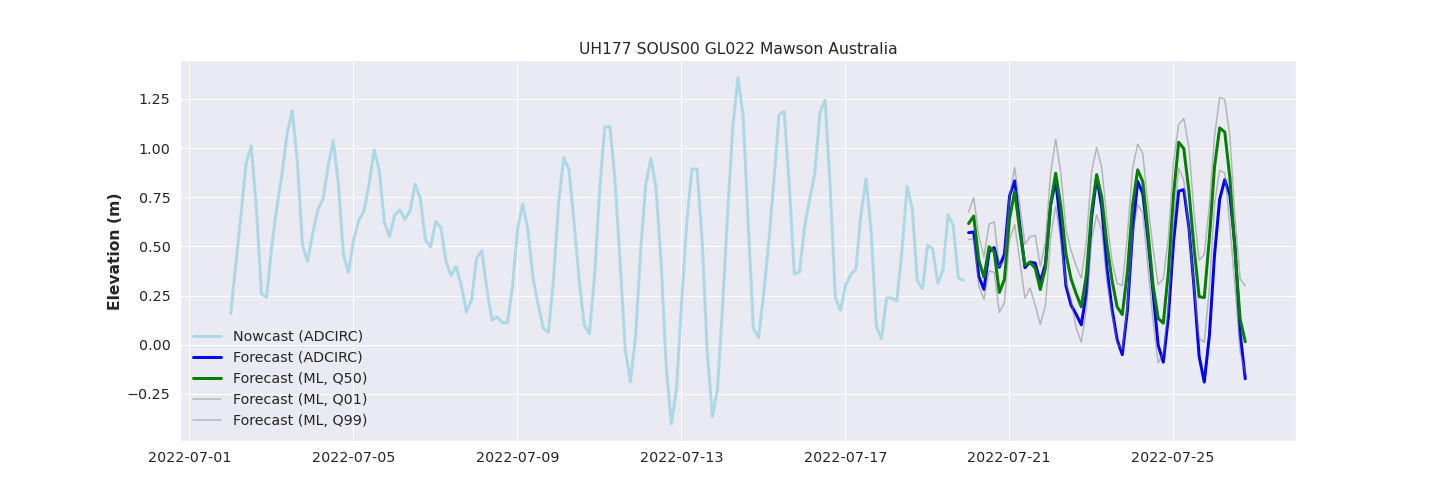 UH177 SOUS00 GL022 Mawson Australia
Elevation (m)
1.25
1.00
0.75
0.50
0.25
0.00
−0.25
Nowcast (ADCIRC)
Forecast (ADCIRC)
Forecast (ML, Q50)
Forecast (ML, Q01)
Forecast (ML, Q99)
2022-07-01 2022-07-05 2022-07-09 2022-07-13 2022-07-17 2022-07-21 2022-07-25